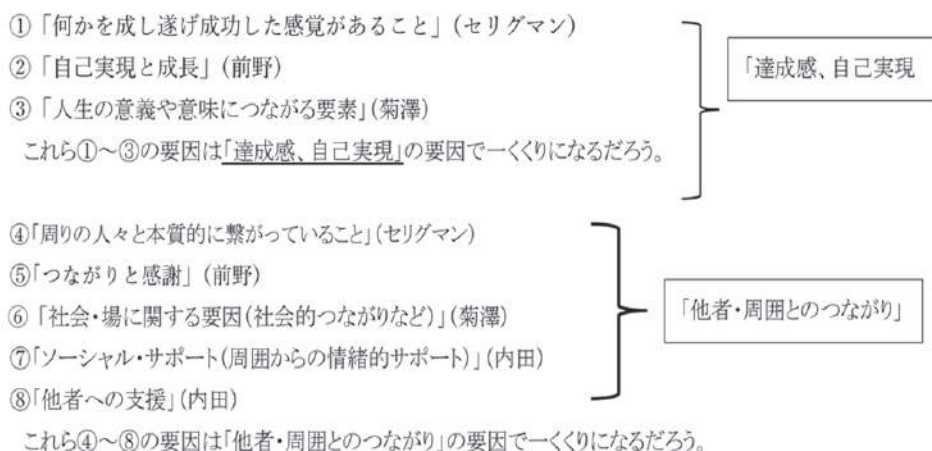 ①「何かを成し遂げ成功した感覚があること」(セリグマン)
②「自己実現と成長」(前野)
「達成感、自己実現
③「人生の意義や意味につながる要素」(菊澤)
これら①~③の要因は「達成感、自己実現」の要因で一くくりになるだろう。
④「周りの人々と本質的に繋がっていること」(セリグマン)
⑤「つながりと感謝」(前野)
⑥「社会・場に関する要因(社会的つながりなど)」(菊澤)
「他者・周囲とのつながり」
⑦「ソーシャル・サポート(周囲からの情緒的サポート)」(内田)
⑧「他者への支援」(内田)
これら④~⑧の要因は「他者・周囲とのつながり」の要因で一くくりになるだろう。